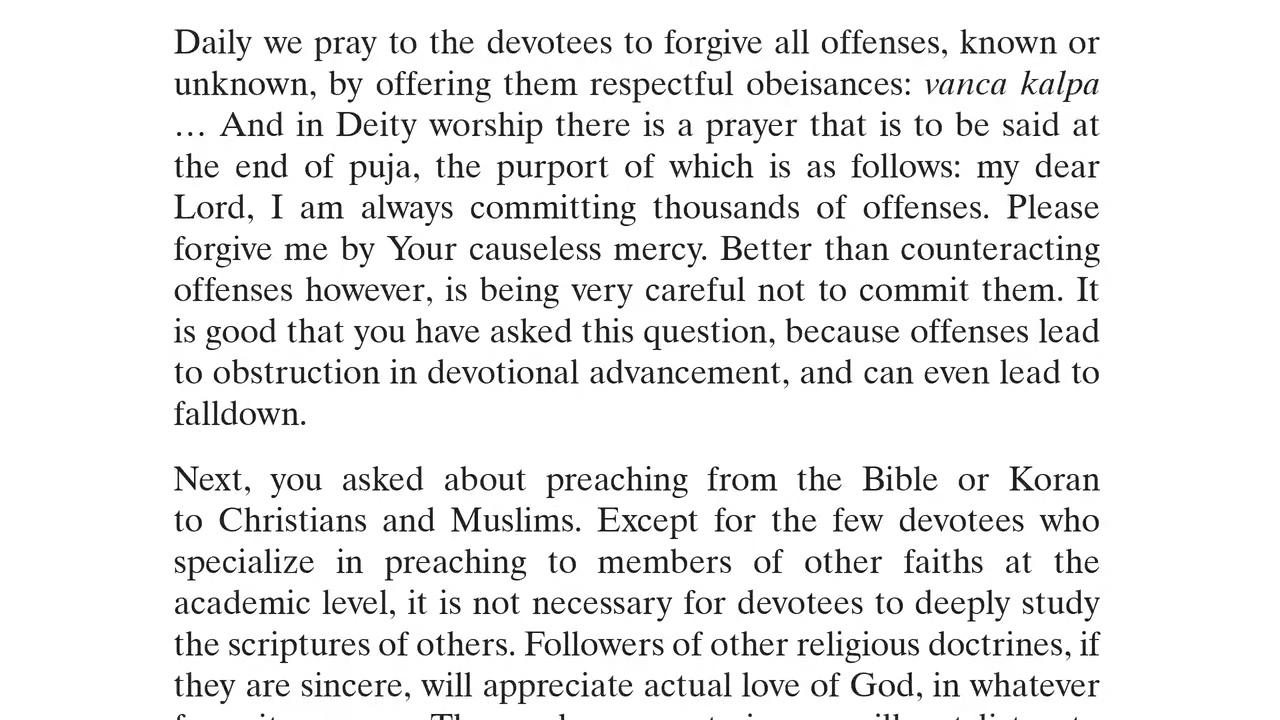 Daily we pray to the devotees to forgive all offenses, known or
unknown, by offering them respectful obeisances: vanca kalpa
… And in Deity worship there is a prayer that is to be said at
the end of puja, the purport of which is as follows: my dear
Lord, I am always committing thousands of offenses. Please
forgive me by Your causeless mercy. Better than counteracting
offenses however, is being very careful not to commit them. It
is good that you have asked this question, because offenses lead
to obstruction in devotional advancement, and can even lead to
falldown.
Next, you asked about preaching from the Bible or Koran
to Christians and Muslims. Except for the few devotees who
specialize in preaching to members of other faiths at the
academic level, it is not necessary for devotees to deeply study
the scriptures of others. Followers of other religious doctrines, if
they are sincere, will appreciate actual love of God, in whatever